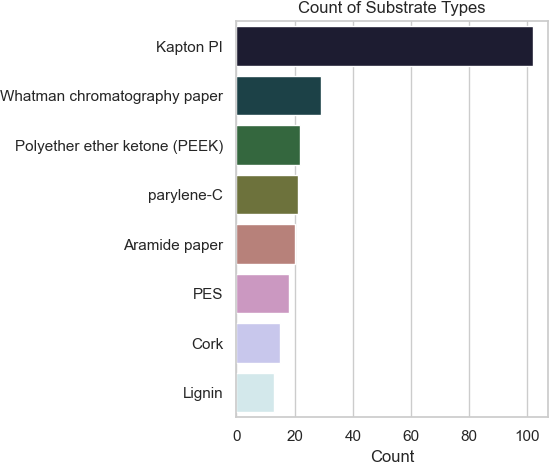 Count of Substrate Types
Kapton PI
Whatman chromatography paper
Polyether ether ketone (PEEK)
parylene-C
Aramide paper
PES
Cork
Lignin
0 20 40 60 80 100
Count